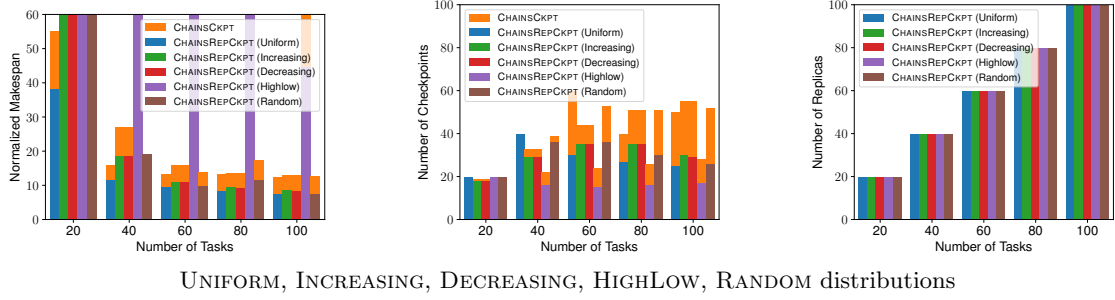 60
50
40
30
20
10
0
Normalized Makespan
CHAINSCKPT
CHAINSREPCKPT (Uniform)
CHAINSREPCKPT (Increasing)
CHAINSREPCKPT (Decreasing)
CHAINSREPCKPT (Highlow)
CHAINSREPCKPT (Random)
20 40 60 80 100
Number of Tasks
100
80
60
40
20
0
Number of Checkpoints
CHAINSCKPT
CHAINSREPCKPT (Uniform)
CHAINSREPCKPT (Increasing)
CHAINSREPCKPT (Decreasing)
CHAINSREPCKPT (Highlow)
CHAINSREPCKPT (Random)
20 40 60 80 100
Number of Tasks
100
80
60
40
20
0
Number of Replicas
CHAINSREPCKPT (Uniform)
CHAINSREPCKPT (Increasing)
CHAINSREPCKPT (Decreasing)
CHAINSREPCKPT (Highlow)
CHAINSREPCKPT (Random)
20 40 60 80 100
Number of Tasks
UNIFORM, INCREASING, DECREASING, HIGHLOW, RANDOM distributions